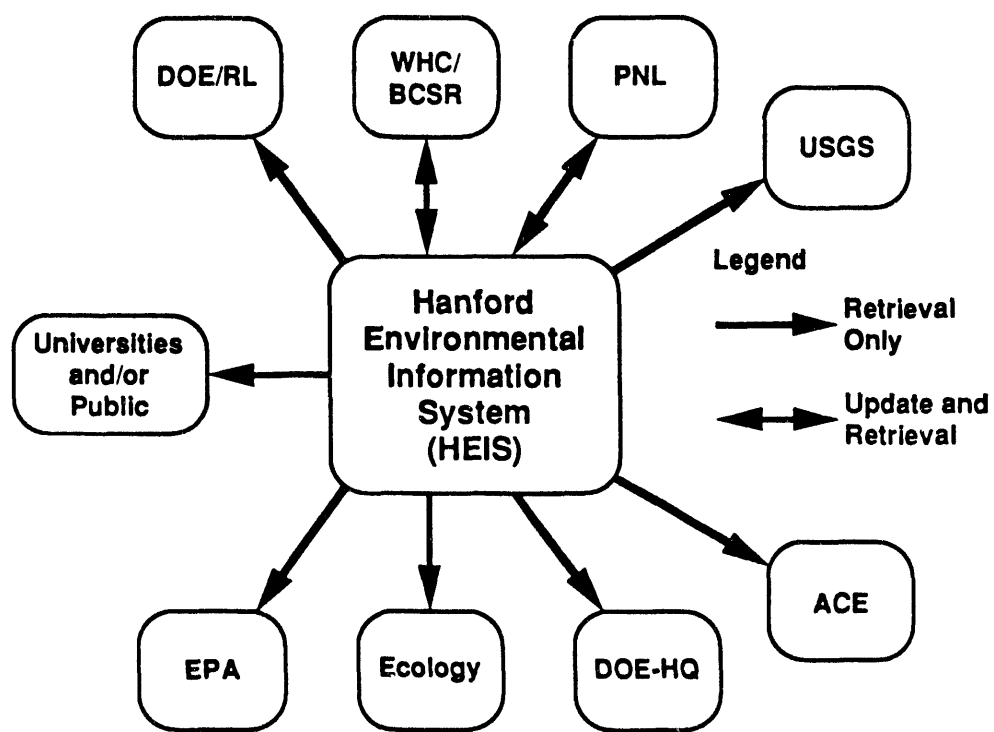 DOE/RL
WHC/
BCSR
PNL
USGS
Legend
Retrieval
Only
Update and
Retrieval
Hanford
Environmental
Information
System
(HEIS)
Universities
and/or
Public
ACE
EPA
Ecology
DOE-HQ